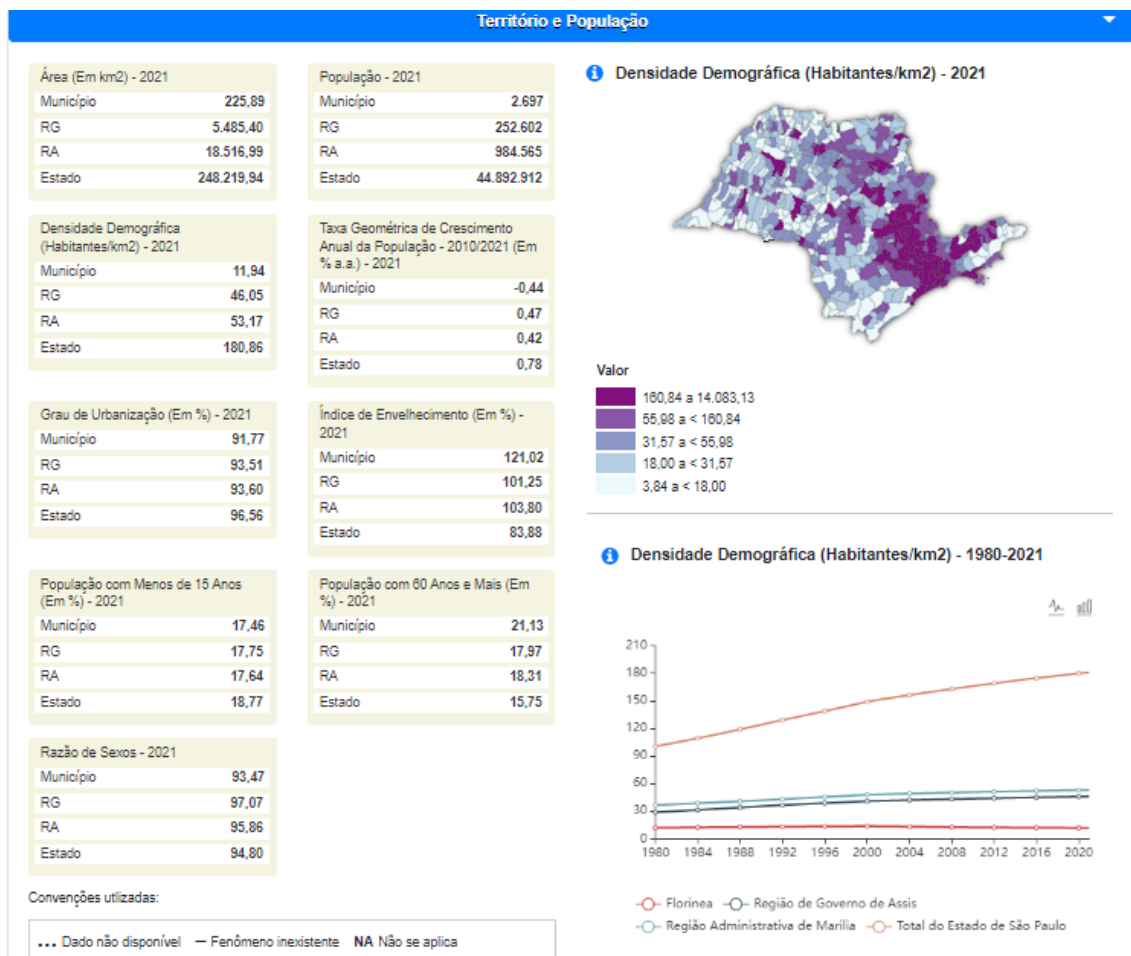 Território e População
Área (Em km2) - 2021
Município 225,89
RG 5.485,40
RA 18.516,99
Estado 248.219,94
População - 2021
Município 2.697
RG 252.602
RA 984.565
Estado 44.892.912
Densidade Demográfica
(Habitantes/km2) - 2021
Município 11,94
RG 46,05
RA 53,17
Estado 180,86
Taxa Geométrica de Crescimento
Anual da População - 2010/2021 (Em
% a.a.) - 2021
Município -0,44
RG 0,47
RA 0,42
Estado 0,78
Grau de Urbanização (Em %) - 2021
Município 91,77
RG 93,51
RA 93,60
Estado 96,56
Índice de Envelhecimento (Em %) -
2021
Município 121,02
RG 101,25
RA 103,80
Estado 83,88
População com Menos de 15 Anos
(Em %) - 2021
Município 17,46
RG 17,75
RA 17,64
Estado 18,77
População com 60 Anos e Mais (Em
%) - 2021
Município 21,13
RG 17,97
RA 18,31
Estado 15,75
Razão de Sexos - 2021
Município 93,47
RG 97,07
RA 95,86
Estado 94,80
Convenções utlizadas:
... Dado não disponível — Fenômeno inexistente NA Não se aplica
Densidade Demográfica (Habitantes/km2) - 2021
Valor
160,84 a 14.083,13
55,98 a < 160,84
31,57 a < 55,98
18,00 a < 31,57
3,84 a < 18,00
Densidade Demográfica (Habitantes/km2) - 1980-2021
210
180
150
120
90
60
30
0
1980 1984 1988 1992 1996 2000 2004 2008 2012 2016 2020
Florínea Região de Governo de Assis
Região Administrativa de Marília Total do Estado de São Paulo